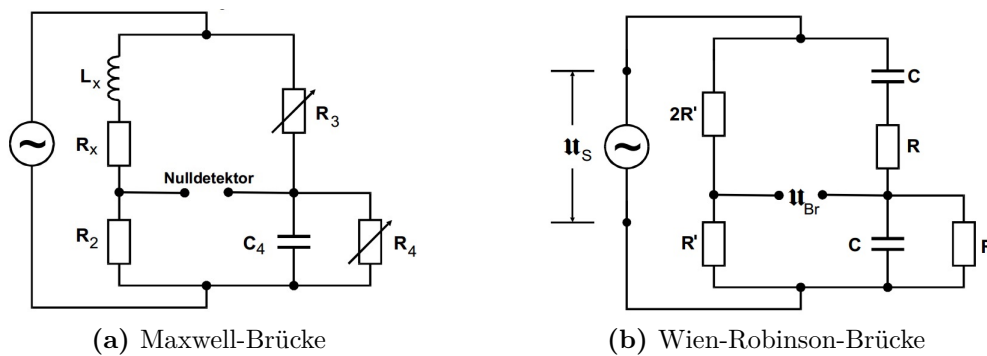 L_x
R_x
R_2
R_3
Nulldetektor
C_4
R_4
𝖀_S
2R'
R'
C
R
𝖀_Br
C
(a) Maxwell-Brücke
(b) Wien-Robinson-Brücke